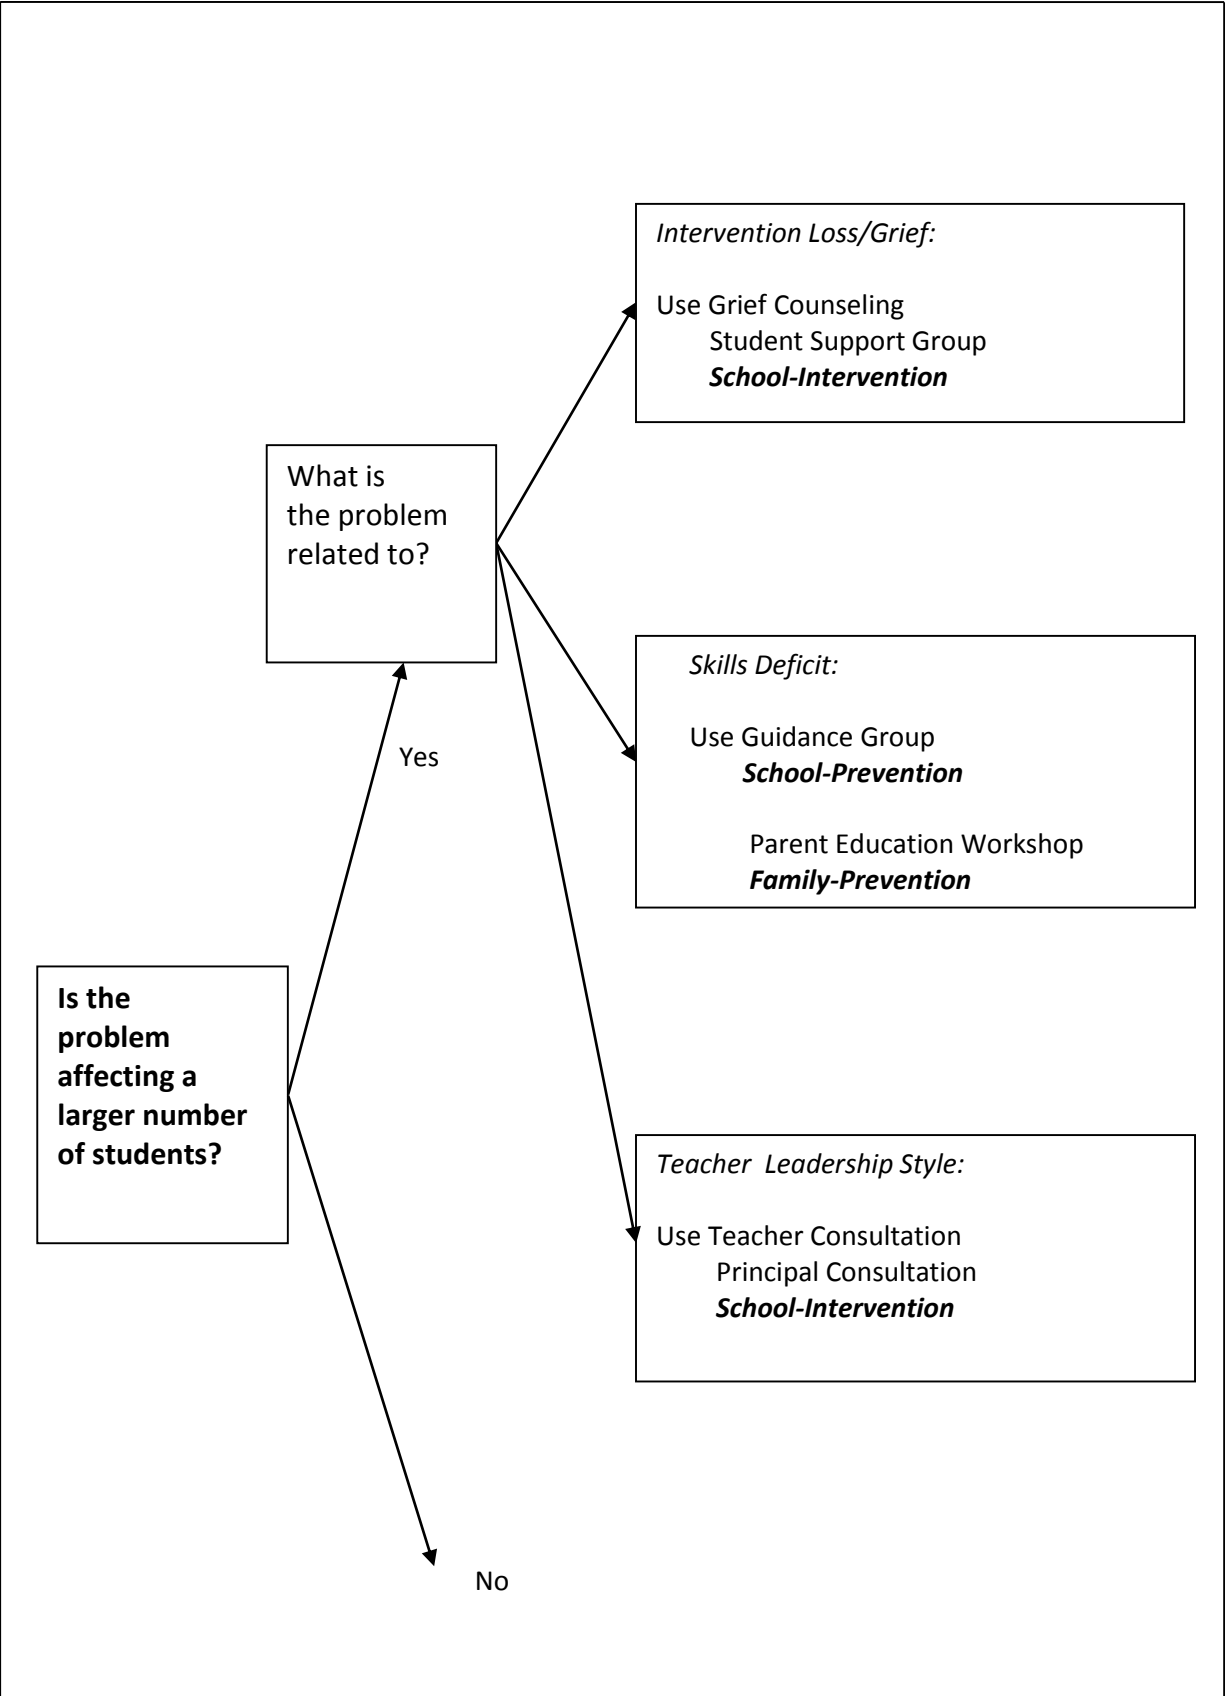 Intervention Loss/Grief:
Use Grief Counseling
Student Support Group
School-Intervention
What is
the problem
related to?
Skills Deficit:
Use Guidance Group
School-Prevention
Parent Education Workshop
Family-Prevention
Yes
Is the
problem
affecting a
larger number
of students?
Teacher  Leadership Style:
Use Teacher Consultation
Principal Consultation
School-Intervention
No